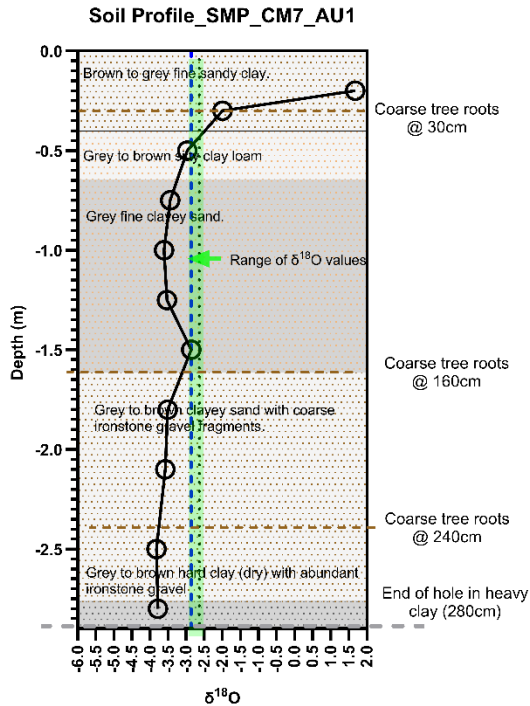 Soil Profile_SMP_CM7_AU1
0.0
Brown to grey fine sandy clay.
Coarse tree roots
@ 30cm
-0.5
Grey to brown silty clay loam
Grey fine clayey sand.
-1.0
Range of δ¹⁸O values
Depth (m)
-1.5
Coarse tree roots
@ 160cm
Grey to brown clayey sand with coarse
ironstone gravel fragments.
-2.0
Coarse tree roots
@ 240cm
-2.5
Grey to brown hard clay (dry) with abundant
ironstone gravel
End of hole in heavy
clay (280cm)
-6.0 -5.5 -5.0 -4.5 -4.0 -3.5 -3.0 -2.5 -2.0 -1.5 -1.0 -0.5 0.0 0.5 1.0 1.5 2.0
δ¹⁸O